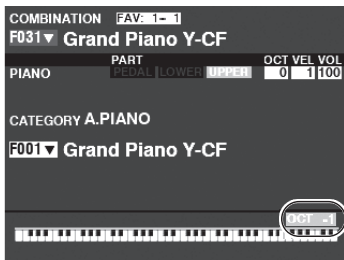 COMBINATION FAV: 1- 1
F031▼ Grand Piano Y-CF
PART OCT VEL VOL
PIANO PEDAL LOWER UPPER 0 1 100
CATEGORY A.PIANO
F001▼ Grand Piano Y-CF
OCT -1